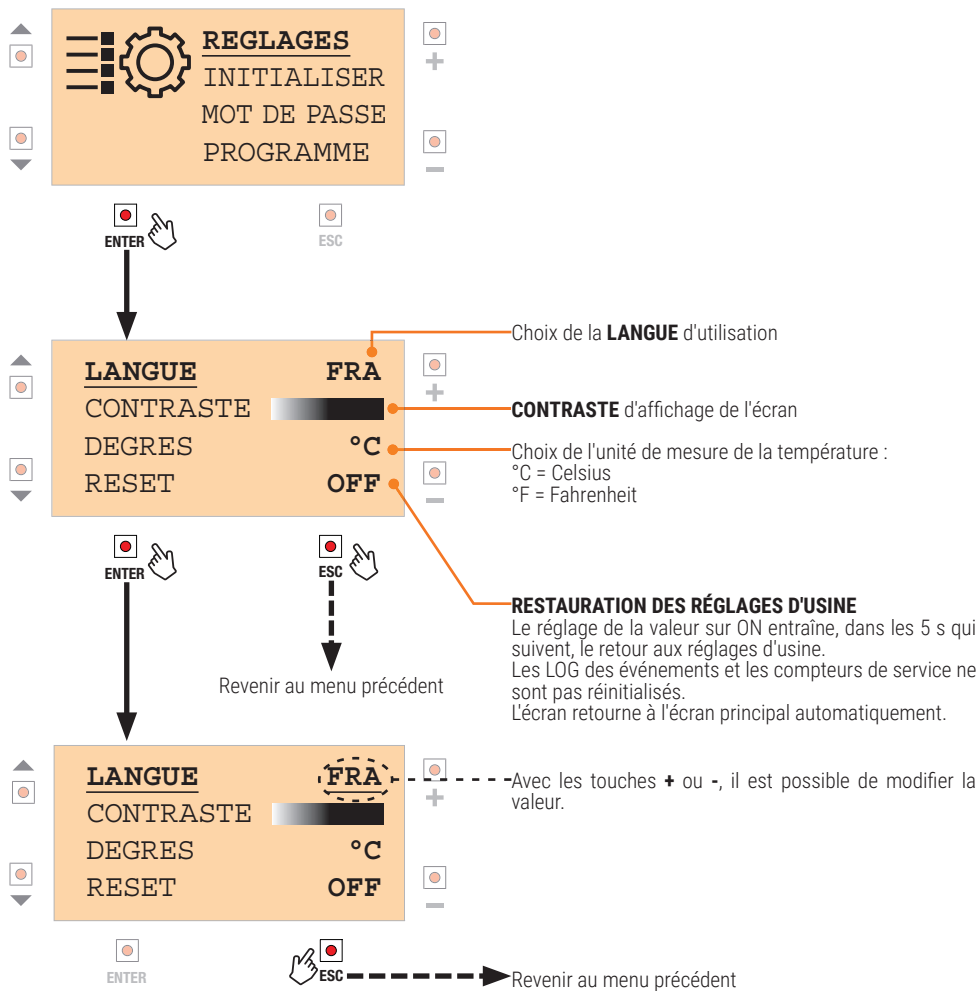 REGLAGES
INITIALISER
MOT DE PASSE
PROGRAMME
+
−
ENTER
ESC
Choix de la LANGUE d'utilisation
LANGUE FRA
CONTRASTE
DEGRES °C
RESET OFF
+
−
CONTRASTE d'affichage de l'écran
Choix de l'unité de mesure de la température :
°C = Celsius
°F = Fahrenheit
ENTER
ESC
Revenir au menu précédent
RESTAURATION DES RÉGLAGES D'USINE
Le réglage de la valeur sur ON entraîne, dans les 5 s qui
suivent, le retour aux réglages d'usine.
Les LOG des événements et les compteurs de service ne
sont pas réinitialisés.
L'écran retourne à l'écran principal automatiquement.
LANGUE FRA
CONTRASTE
DEGRES °C
RESET OFF
+
−
Avec les touches + ou -, il est possible de modifier la
valeur.
ENTER
ESC
Revenir au menu précédent